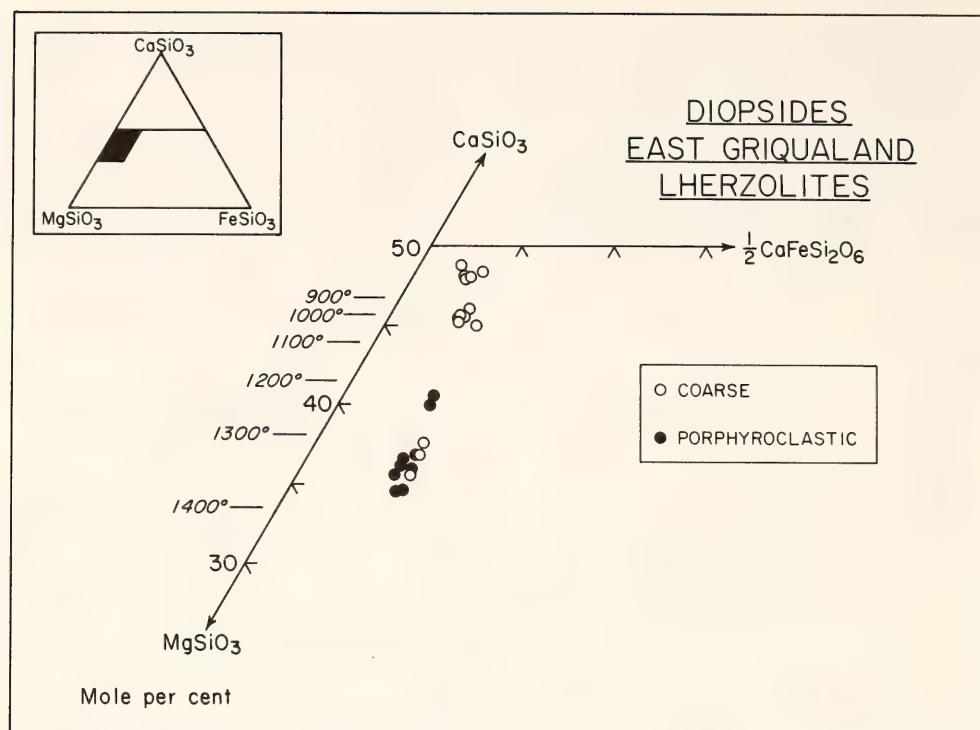 CaSiO₃
MgSiO₃
FeSiO₃
DIOPSIDES
EAST GRIQUALAND
LHERZOLITES
CaSiO₃
50
½ CaFeSi₂O₆
900°
1000°
1100°
1200°
40
1300°
1400°
30
MgSiO₃
COARSE
PORPHYROCLASTIC
Mole per cent